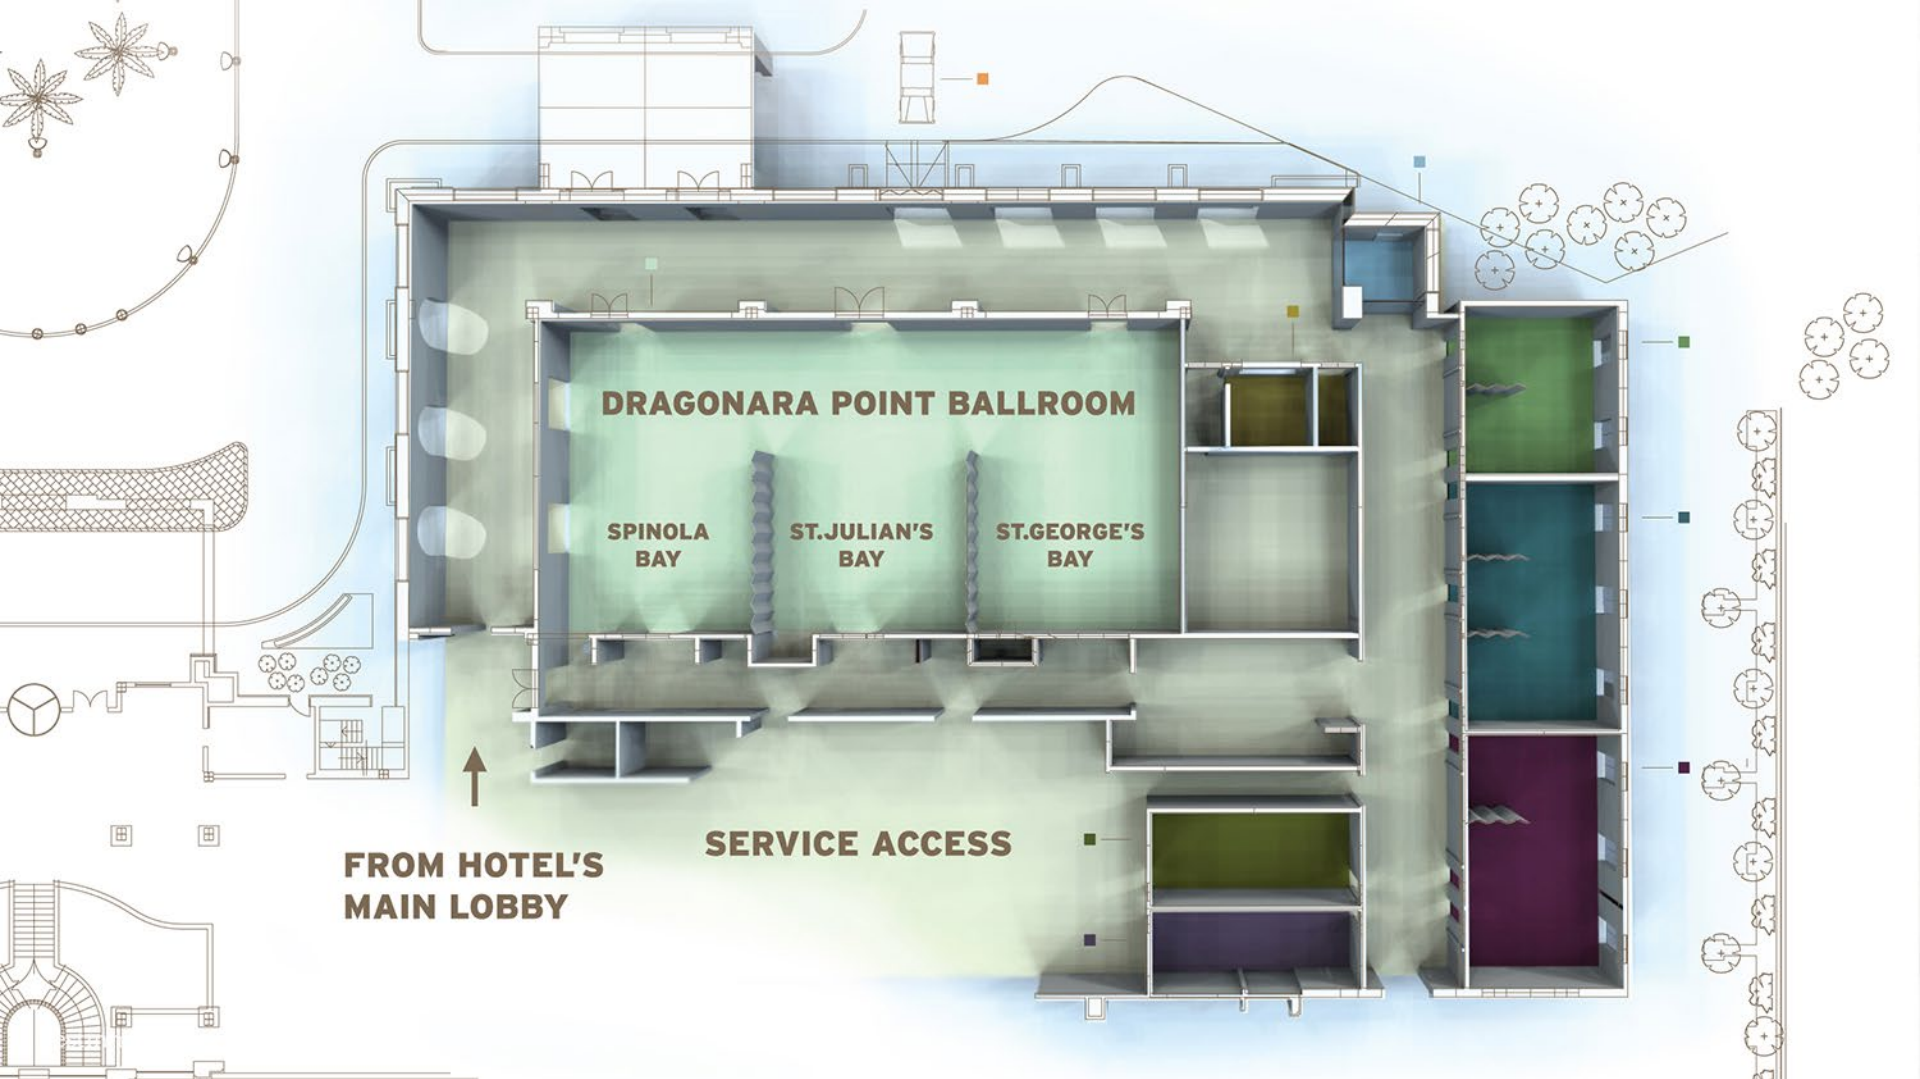 DRAGONARA POINT BALLROOM
SPINOLA
BAY
ST.JULIAN'S
BAY
ST.GEORGE'S
BAY
SERVICE ACCESS
FROM HOTEL'S
MAIN LOBBY